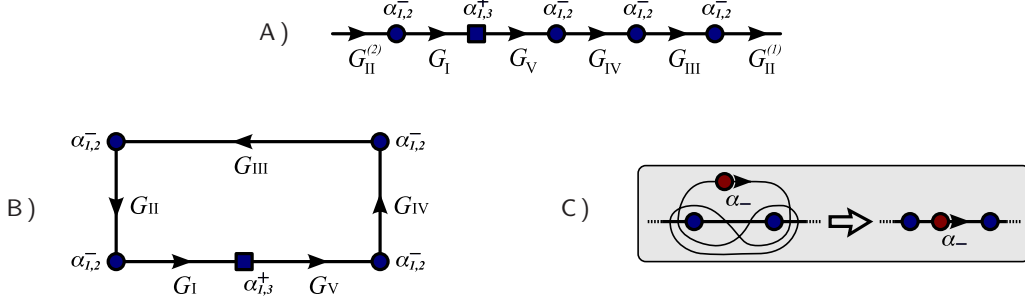 α⁻₁,₂ α⁺₁,₃ α⁻₁,₂ α⁻₁,₂ α⁻₁,₂
A)
G_II^(2) G_I G_V G_IV G_III G_II^(1)
α⁻₁,₂ G_III α⁻₁,₂
B) G_II G_IV
α⁻₁,₂ G_I α⁺₁,₃ G_V α⁻₁,₂
C) α₋ α₋